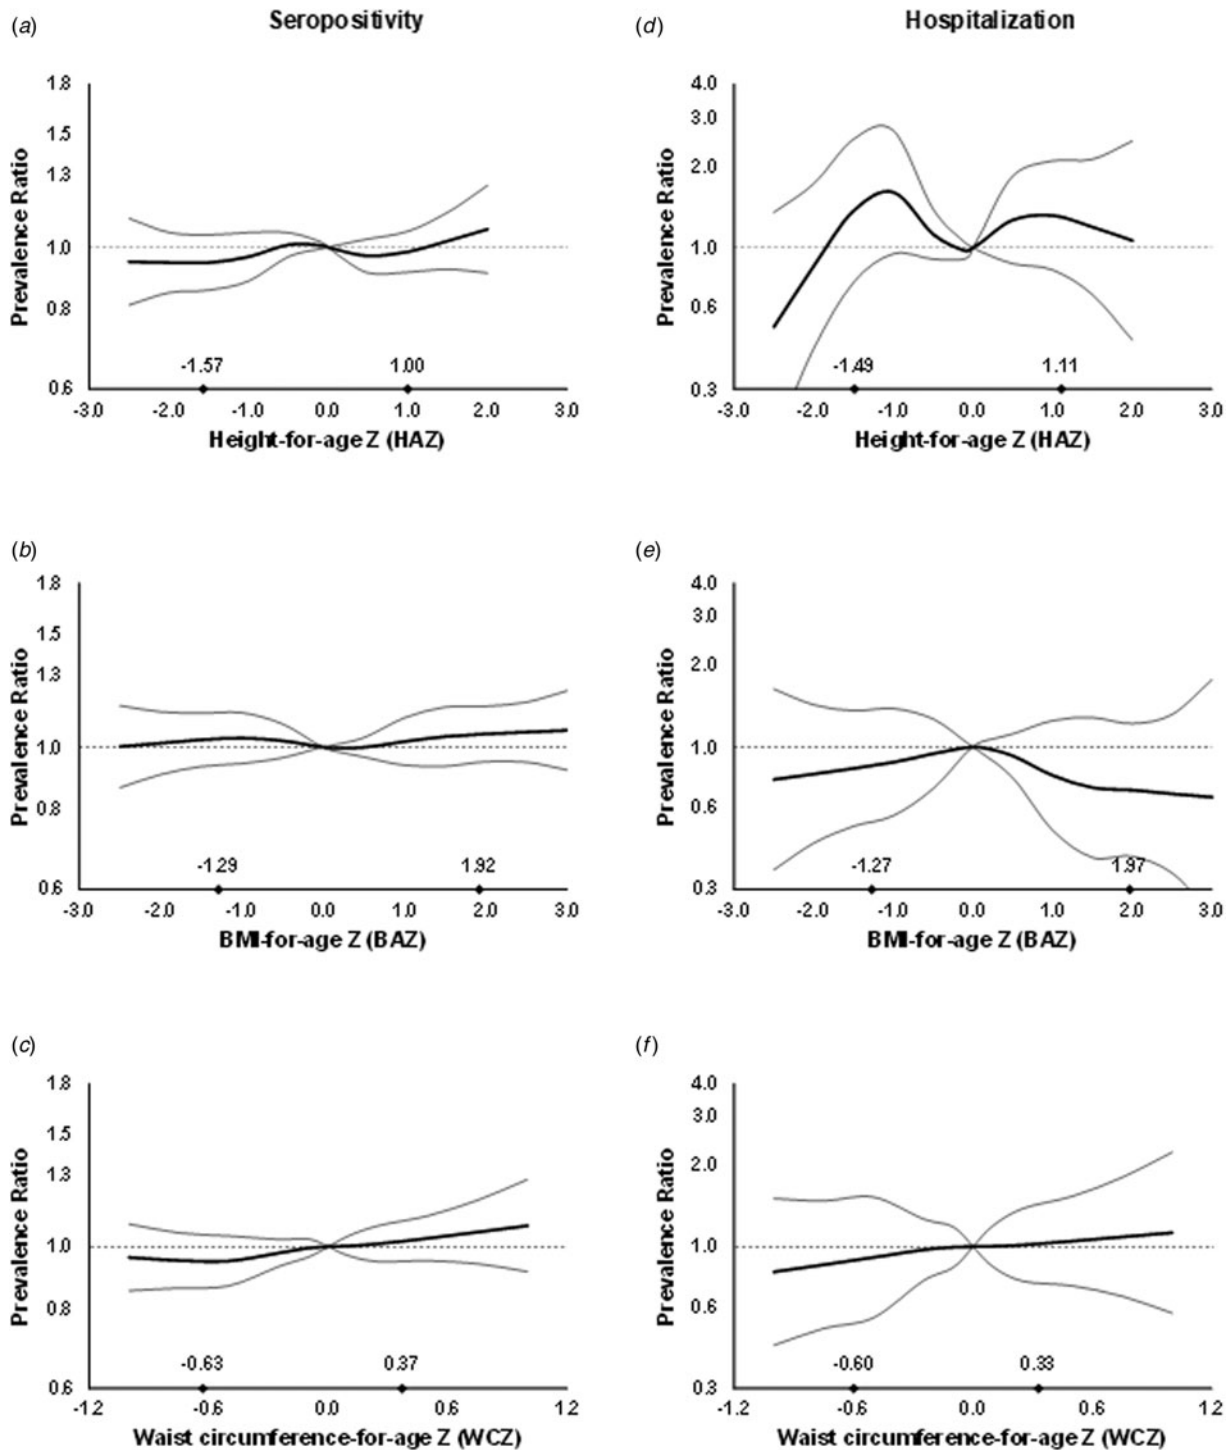 (a)
Seropositivity
1.8
1.5
1.3
1.0
0.8
0.6
Prevalence Ratio
-1.57 1.00
-3.0 -2.0 -1.0 0.0 1.0 2.0 3.0
Height-for-age Z (HAZ)
(d)
Hospitalization
4.0
3.0
2.0
1.0
0.6
0.3
Prevalence Ratio
-1.49 1.11
-3.0 -2.0 -1.0 0.0 1.0 2.0 3.0
Height-for-age Z (HAZ)
(b)
1.8
1.5
1.3
1.0
0.8
0.6
Prevalence Ratio
-1.29 1.92
-3.0 -2.0 -1.0 0.0 1.0 2.0 3.0
BMI-for-age Z (BAZ)
(e)
4.0
3.0
2.0
1.0
0.6
0.3
Prevalence Ratio
-1.27 1.97
-3.0 -2.0 -1.0 0.0 1.0 2.0 3.0
BMI-for-age Z (BAZ)
(c)
1.8
1.5
1.3
1.0
0.8
0.6
Prevalence Ratio
-0.63 0.37
-1.2 -0.6 0.0 0.6 1.2
Waist circumference-for-age Z (WCZ)
(f)
4.0
3.0
2.0
1.0
0.6
0.3
Prevalence Ratio
-0.60 0.33
-1.2 -0.6 0.0 0.6 1.2
Waist circumference-for-age Z (WCZ)